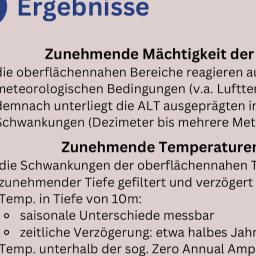 Ergebnisse
Zunehmende Mächtigkeit der
die oberflächennahen Bereiche reagieren au
meteorologischen Bedingungen (v.a. Lufttem
demnach unterliegt die ALT ausgeprägten in
Schwankungen (Dezimeter bis mehrere Met
Zunehmende Temperaturen
die Schwankungen der oberflächennahen T
zunehmender Tiefe gefiltert und verzögert
Temp. in Tiefe von 10m:
saisonale Unterschiede messbar
zeitliche Verzögerung: etwa halbes Jahr
Temp. unterhalb der sog. Zero Annual Amp